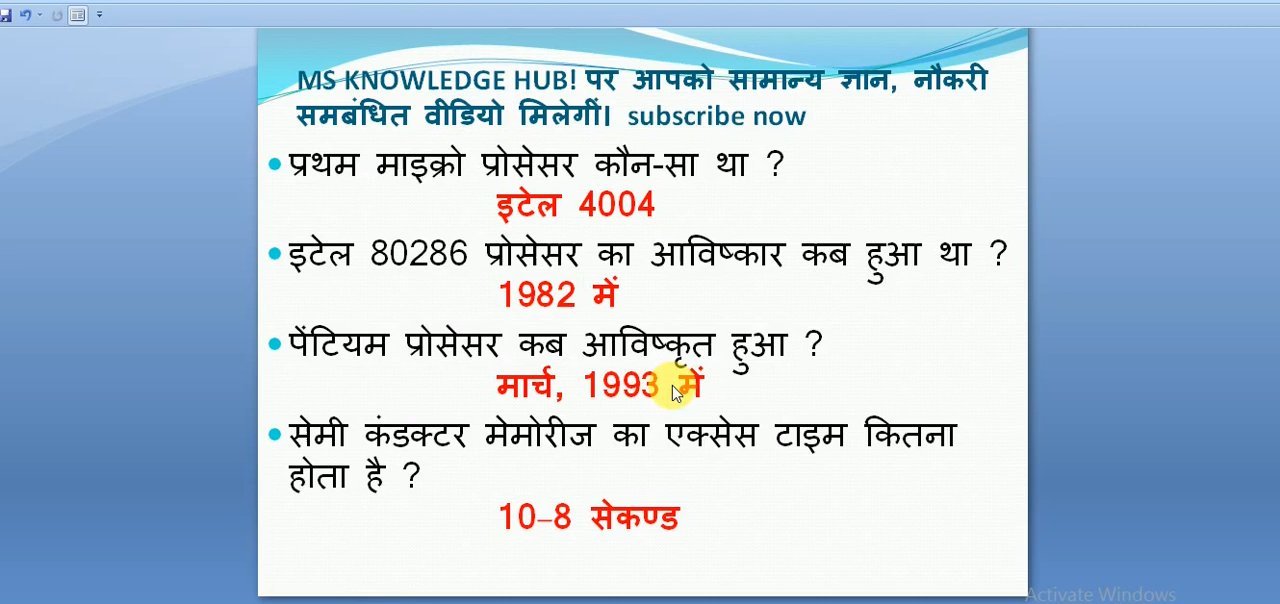 MS KNOWLEDGE HUB! पर आपको सामान्य ज्ञान, नौकरी
समबंधित वीडियो मिलेगीं। subscribe now
• प्रथम माइक्रो प्रोसेसर कौन-सा था ?
इटेल 4004
• इटेल 80286 प्रोसेसर का आविष्कार कब हुआ था ?
1982 में
• पेंटियम प्रोसेसर कब आविष्कृत हुआ ?
मार्च, 1993 में
• सेमी कंडक्टर मेमोरीज का एक्सेस टाइम कितना
होता है ?
10–8 सेकण्ड
Activate Windows